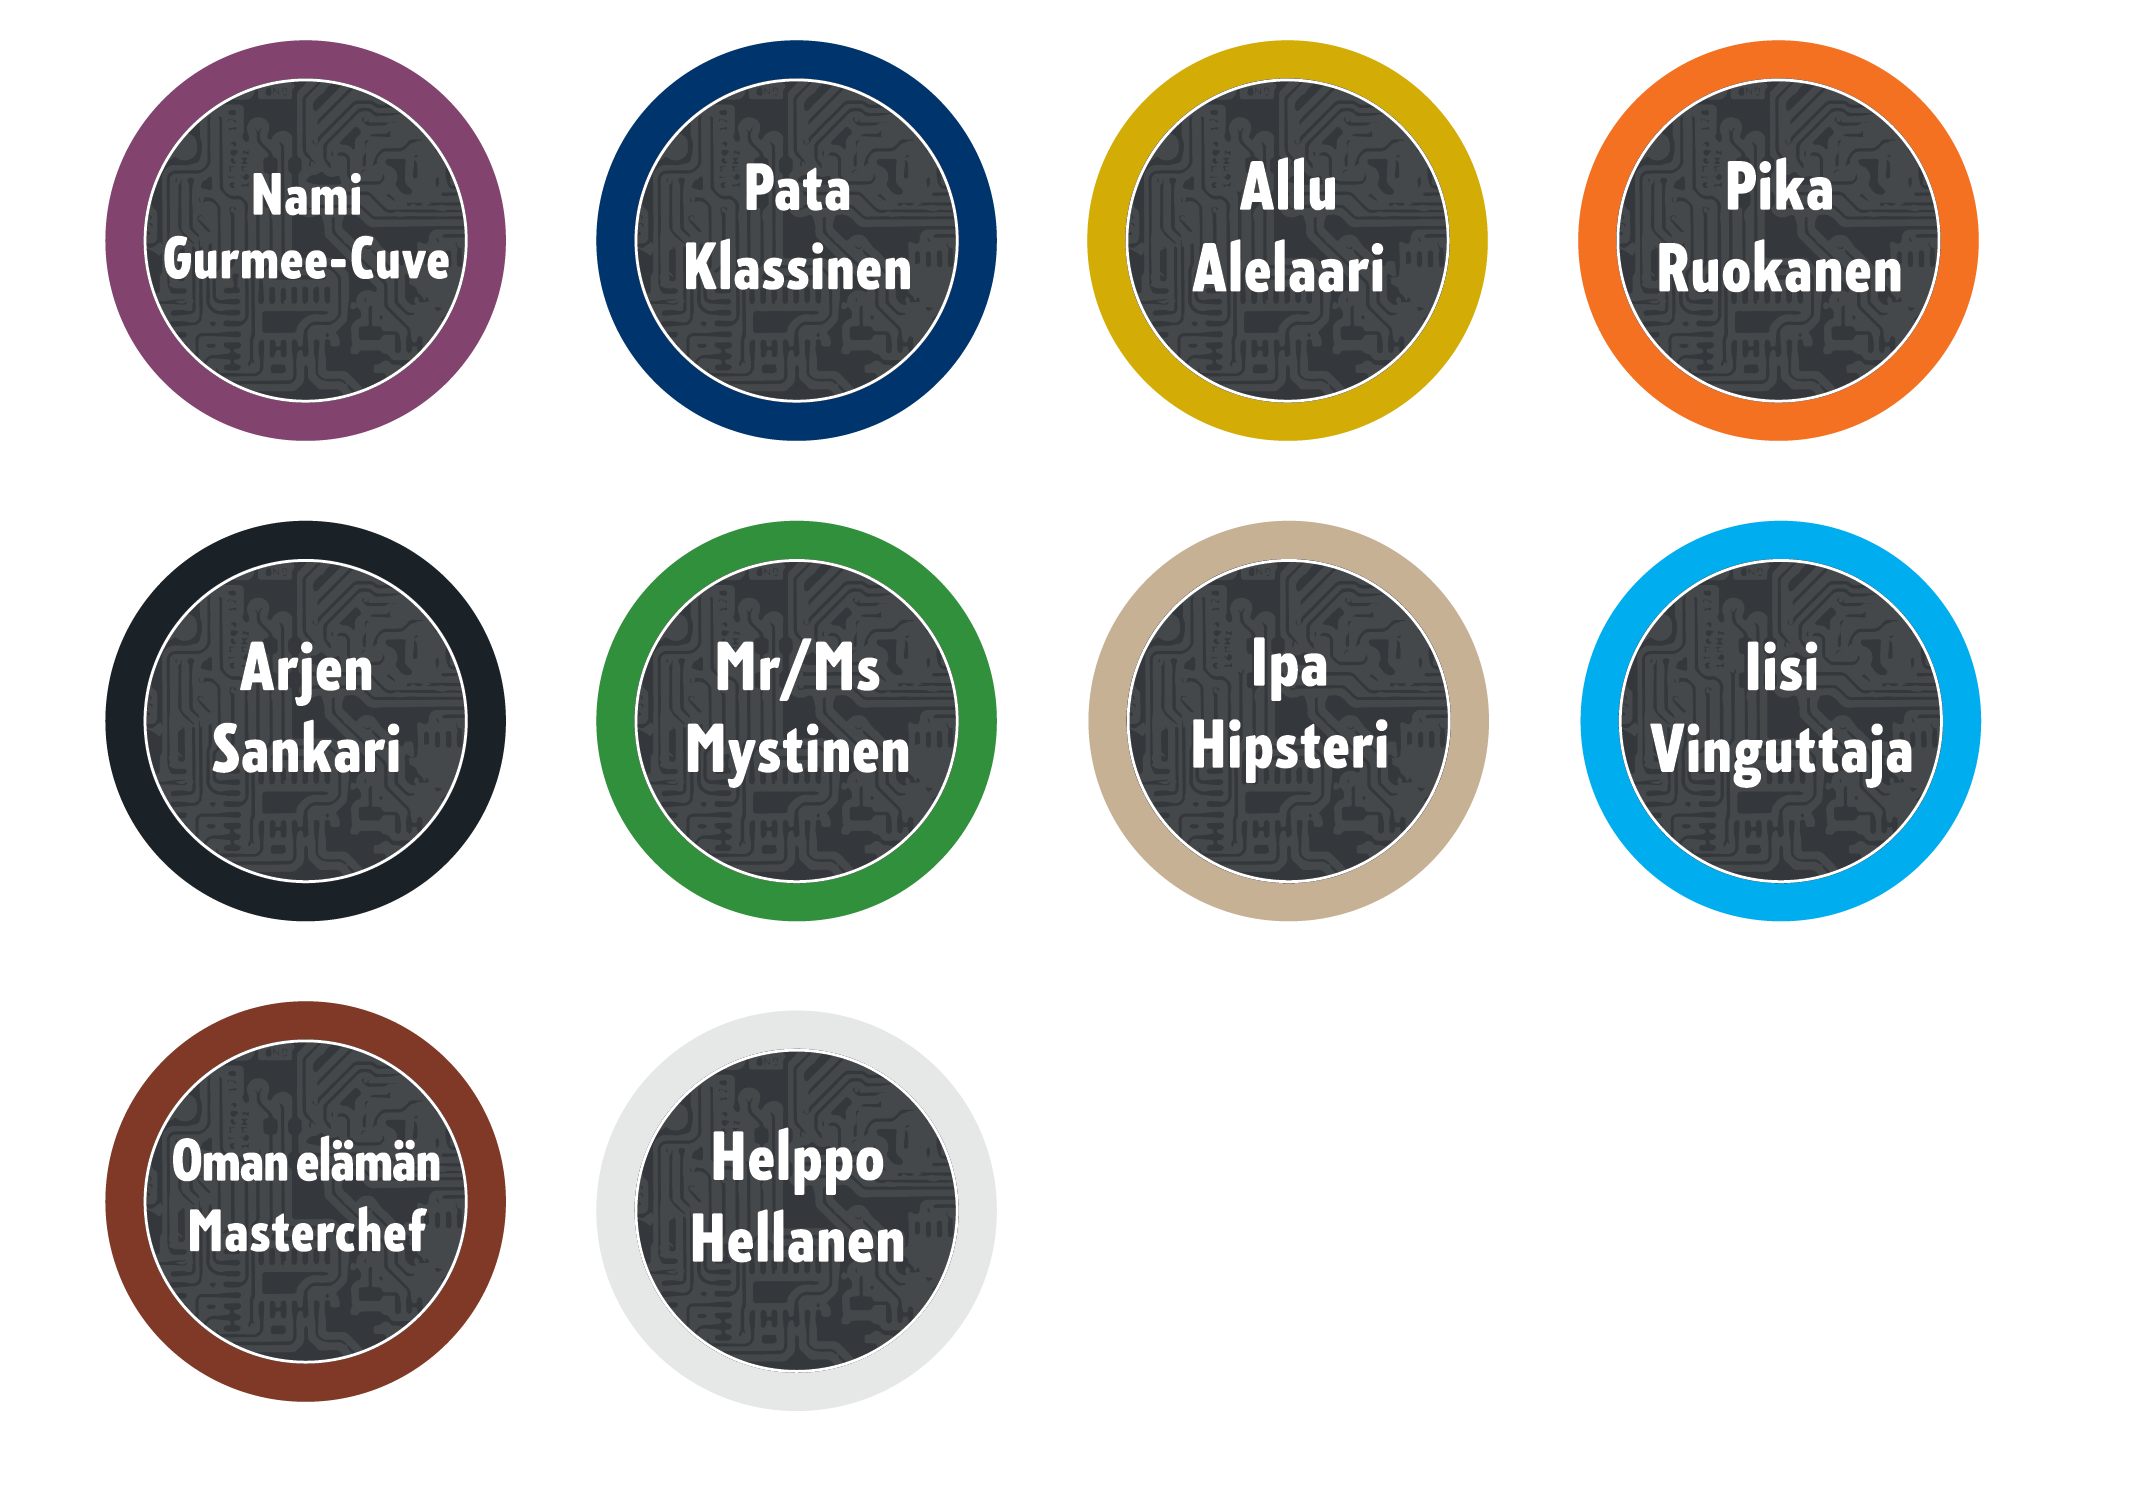 Nami
Gurmee-Cuve
Pata
Klassinen
Allu
Alelaari
Pika
Ruokanen
Arjen
Sankari
Mr/Ms
Mystinen
Ipa
Hipsteri
Iisi
Vinguttaja
Oman elämän
Masterchef
Helppo
Hellanen